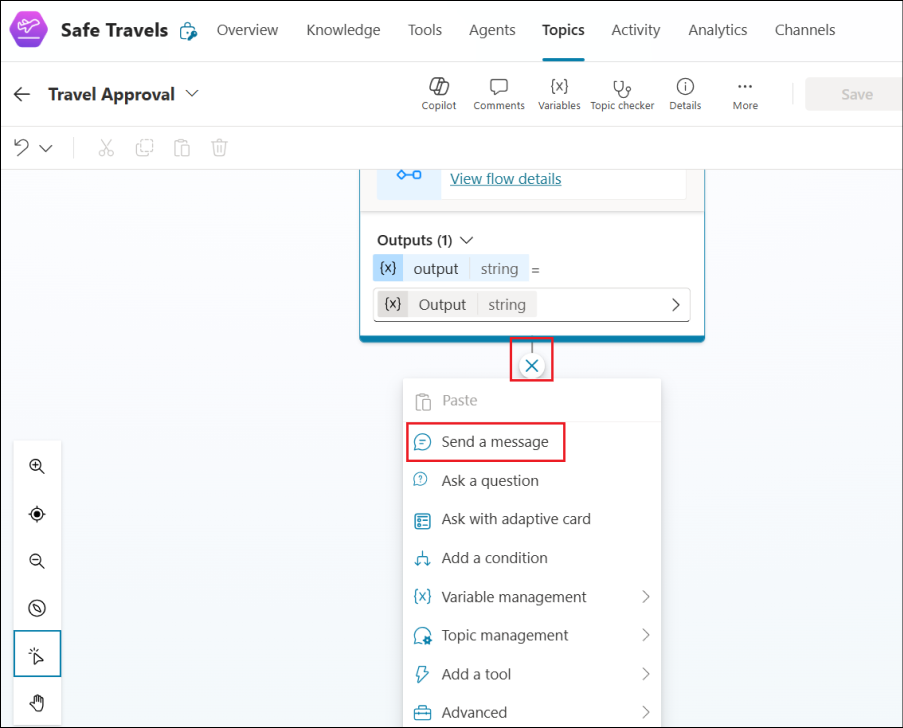 Safe Travels Overview Knowledge Tools Agents Topics Activity Analytics Channels
Travel Approval
Copilot Comments {x} Variables Topic checker Details More Save
View flow details
Outputs (1)
{x} output string =
{x} Output string
Paste
Send a message
Ask a question
Ask with adaptive card
Add a condition
{x} Variable management
Topic management
Add a tool
Advanced